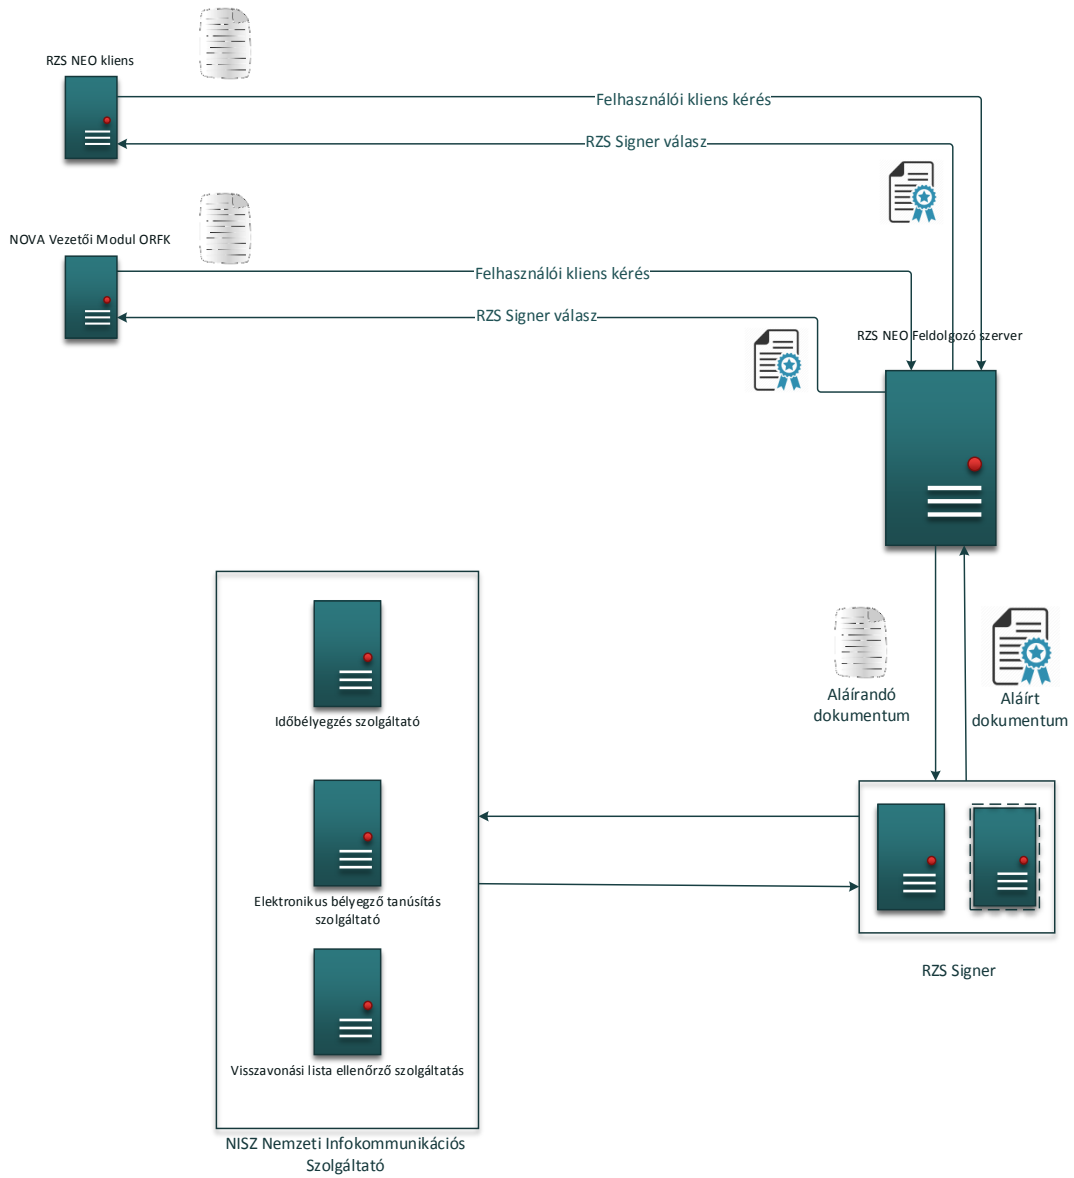 RZS NEO kliens
Felhasználói kliens kérés
RZS Signer válasz
NOVA Vezetői Modul ORFK
Felhasználói kliens kérés
RZS Signer válasz
RZS NEO Feldolgozó szerver
Aláírandó
dokumentum
Aláírt
dokumentum
Időbélyegzés szolgáltató
Elektronikus bélyegző tanúsítás
szolgáltató
RZS Signer
Visszavonási lista ellenőrző szolgáltatás
NISZ Nemzeti Infokommunikációs
Szolgáltató